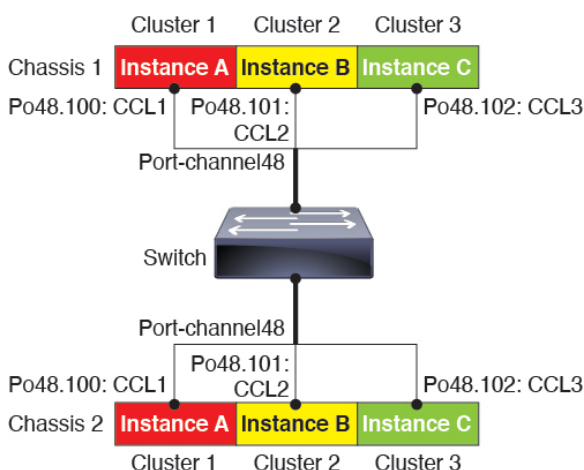 Cluster 1 Cluster 2 Cluster 3
Chassis 1 Instance A Instance B Instance C
Po48.100: CCL1 Po48.101: Po48.102: CCL3
CCL2
Port-channel48
Switch
Port-channel48
Po48.100: CCL1 Po48.101: Po48.102: CCL3
CCL2
Chassis 2 Instance A Instance B Instance C
Cluster 1 Cluster 2 Cluster 3